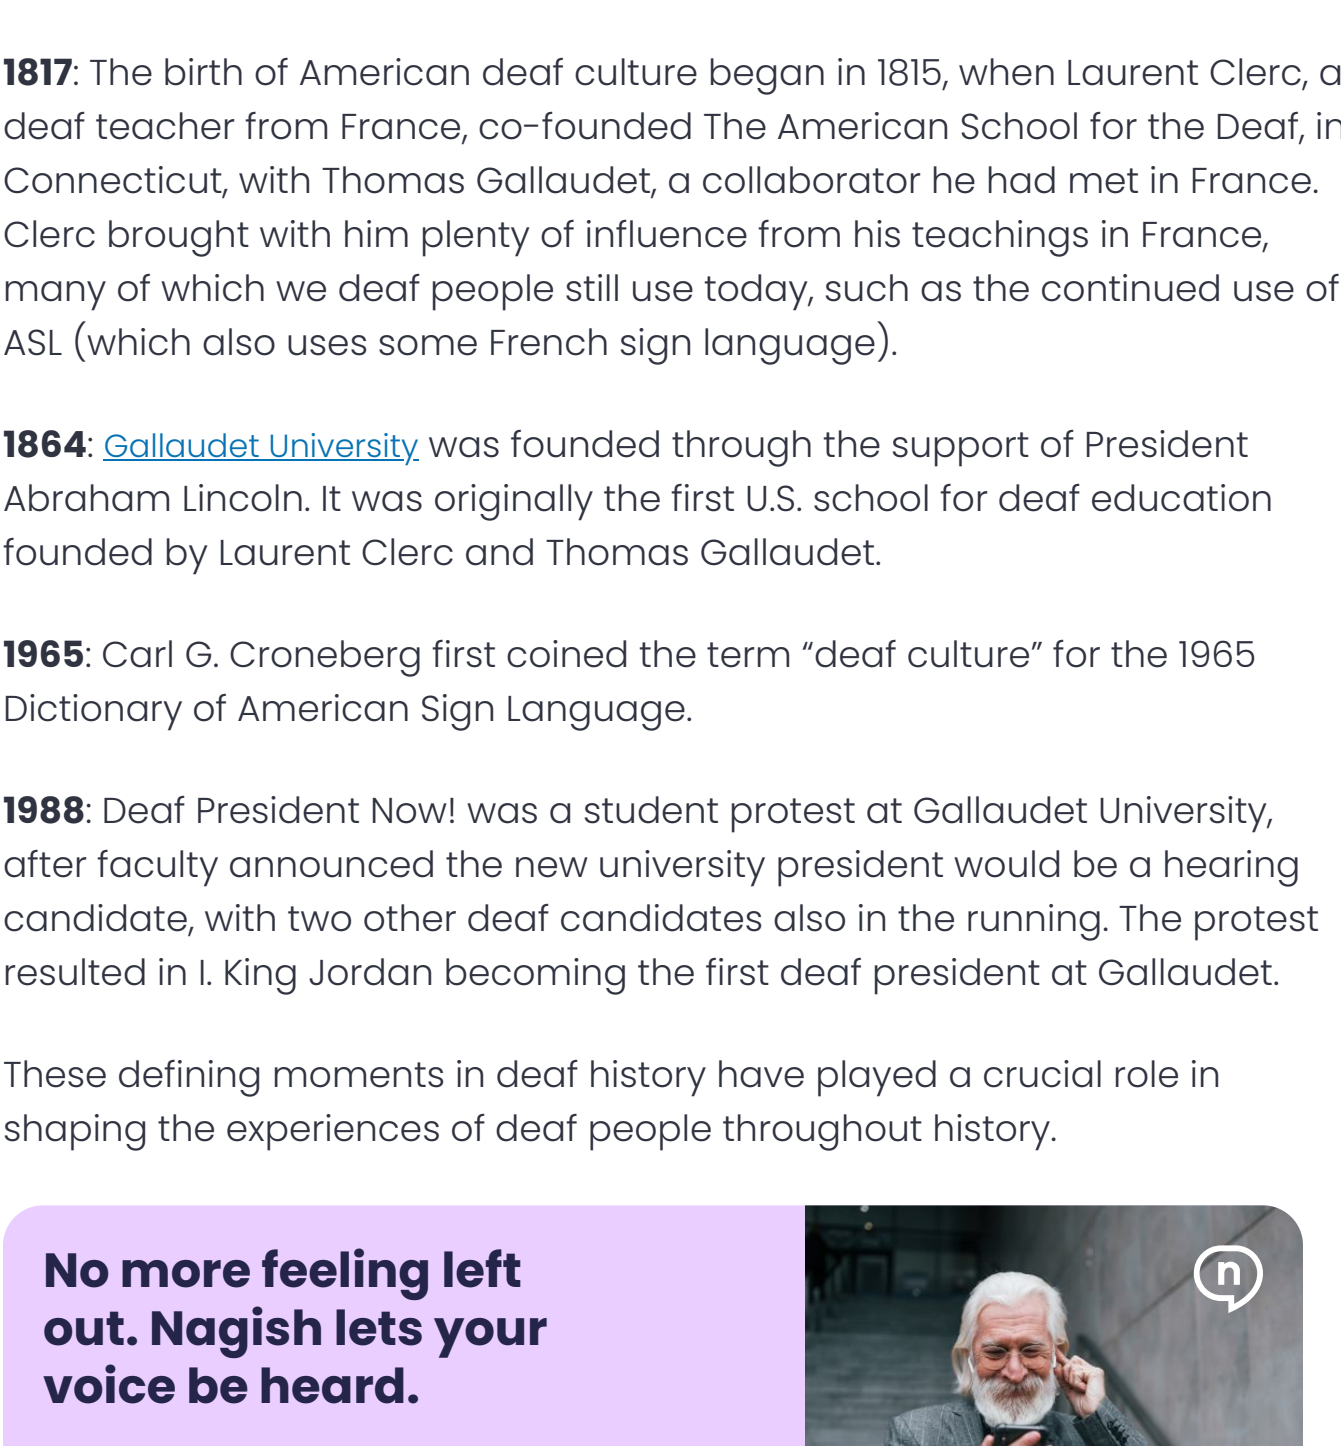 1817: The birth of American deaf culture began in 1815, when Laurent Clerc, a
deaf teacher from France, co-founded The American School for the Deaf, in
Connecticut, with Thomas Gallaudet, a collaborator he had met in France.
Clerc brought with him plenty of influence from his teachings in France,
many of which we deaf people still use today, such as the continued use of
ASL (which also uses some French sign language).
1864: Gallaudet University was founded through the support of President
Abraham Lincoln. It was originally the first U.S. school for deaf education
founded by Laurent Clerc and Thomas Gallaudet.
1965: Carl G. Croneberg first coined the term “deaf culture” for the 1965
Dictionary of American Sign Language.
1988: Deaf President Now! was a student protest at Gallaudet University,
after faculty announced the new university president would be a hearing
candidate, with two other deaf candidates also in the running. The protest
resulted in I. King Jordan becoming the first deaf president at Gallaudet.
These defining moments in deaf history have played a crucial role in
shaping the experiences of deaf people throughout history.
No more feeling left
out. Nagish lets your
voice be heard.
n